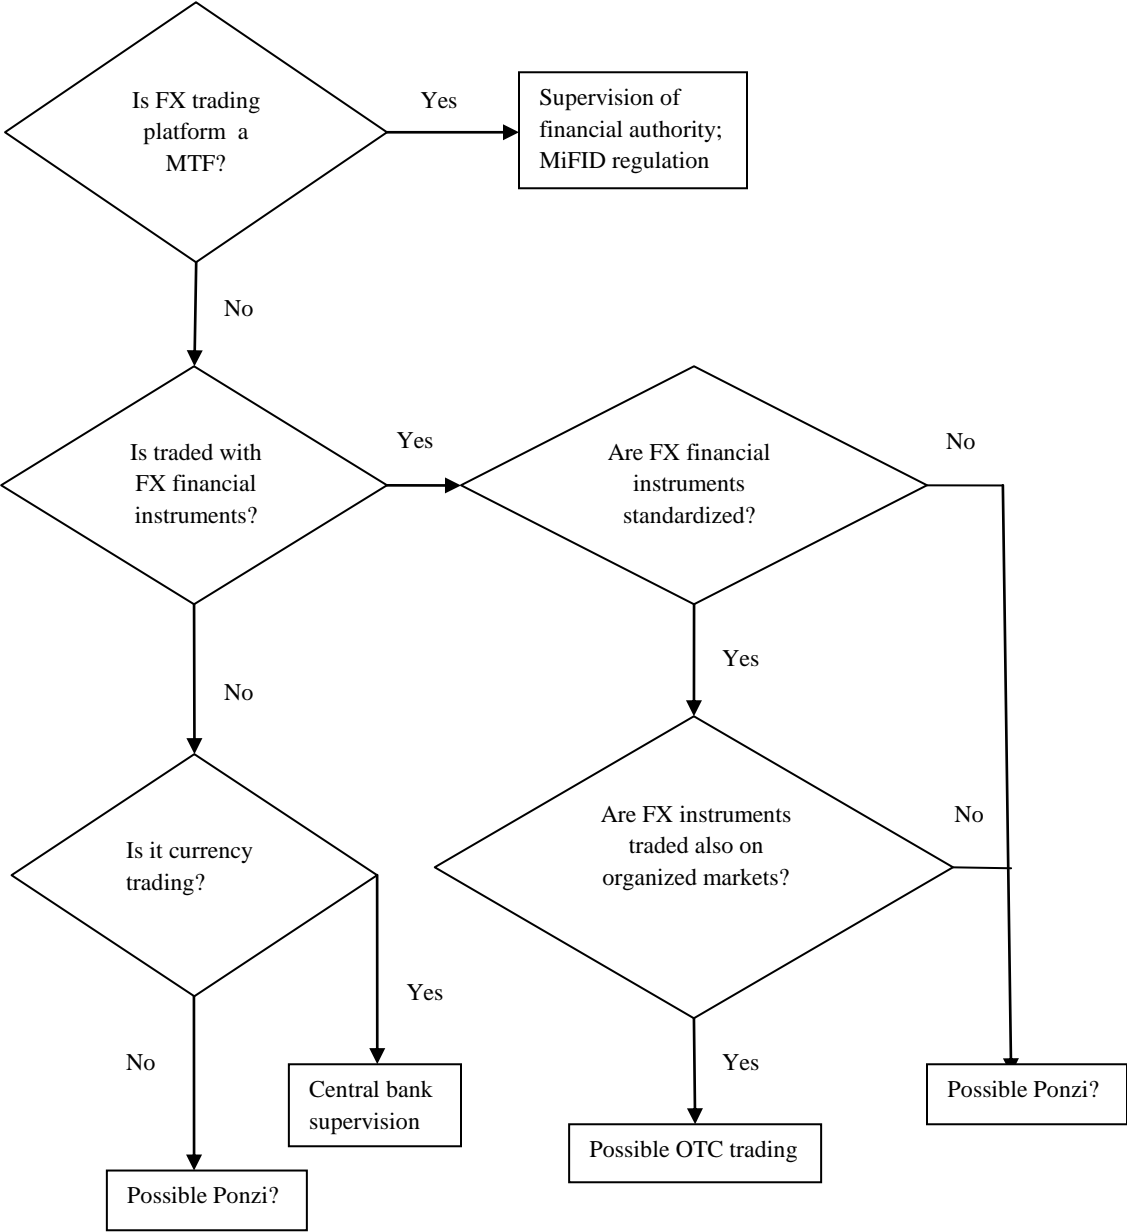 Is FX trading
platform a
MTF?
Yes
Supervision of
financial authority;
MiFID regulation
No
Is traded with
FX financial
instruments?
Yes
Are FX financial
instruments
standardized?
No
Yes
No
Are FX instruments
traded also on
organized markets?
No
Is it currency
trading?
Yes
No
Yes
Central bank
supervision
Possible Ponzi?
Possible OTC trading
Possible Ponzi?